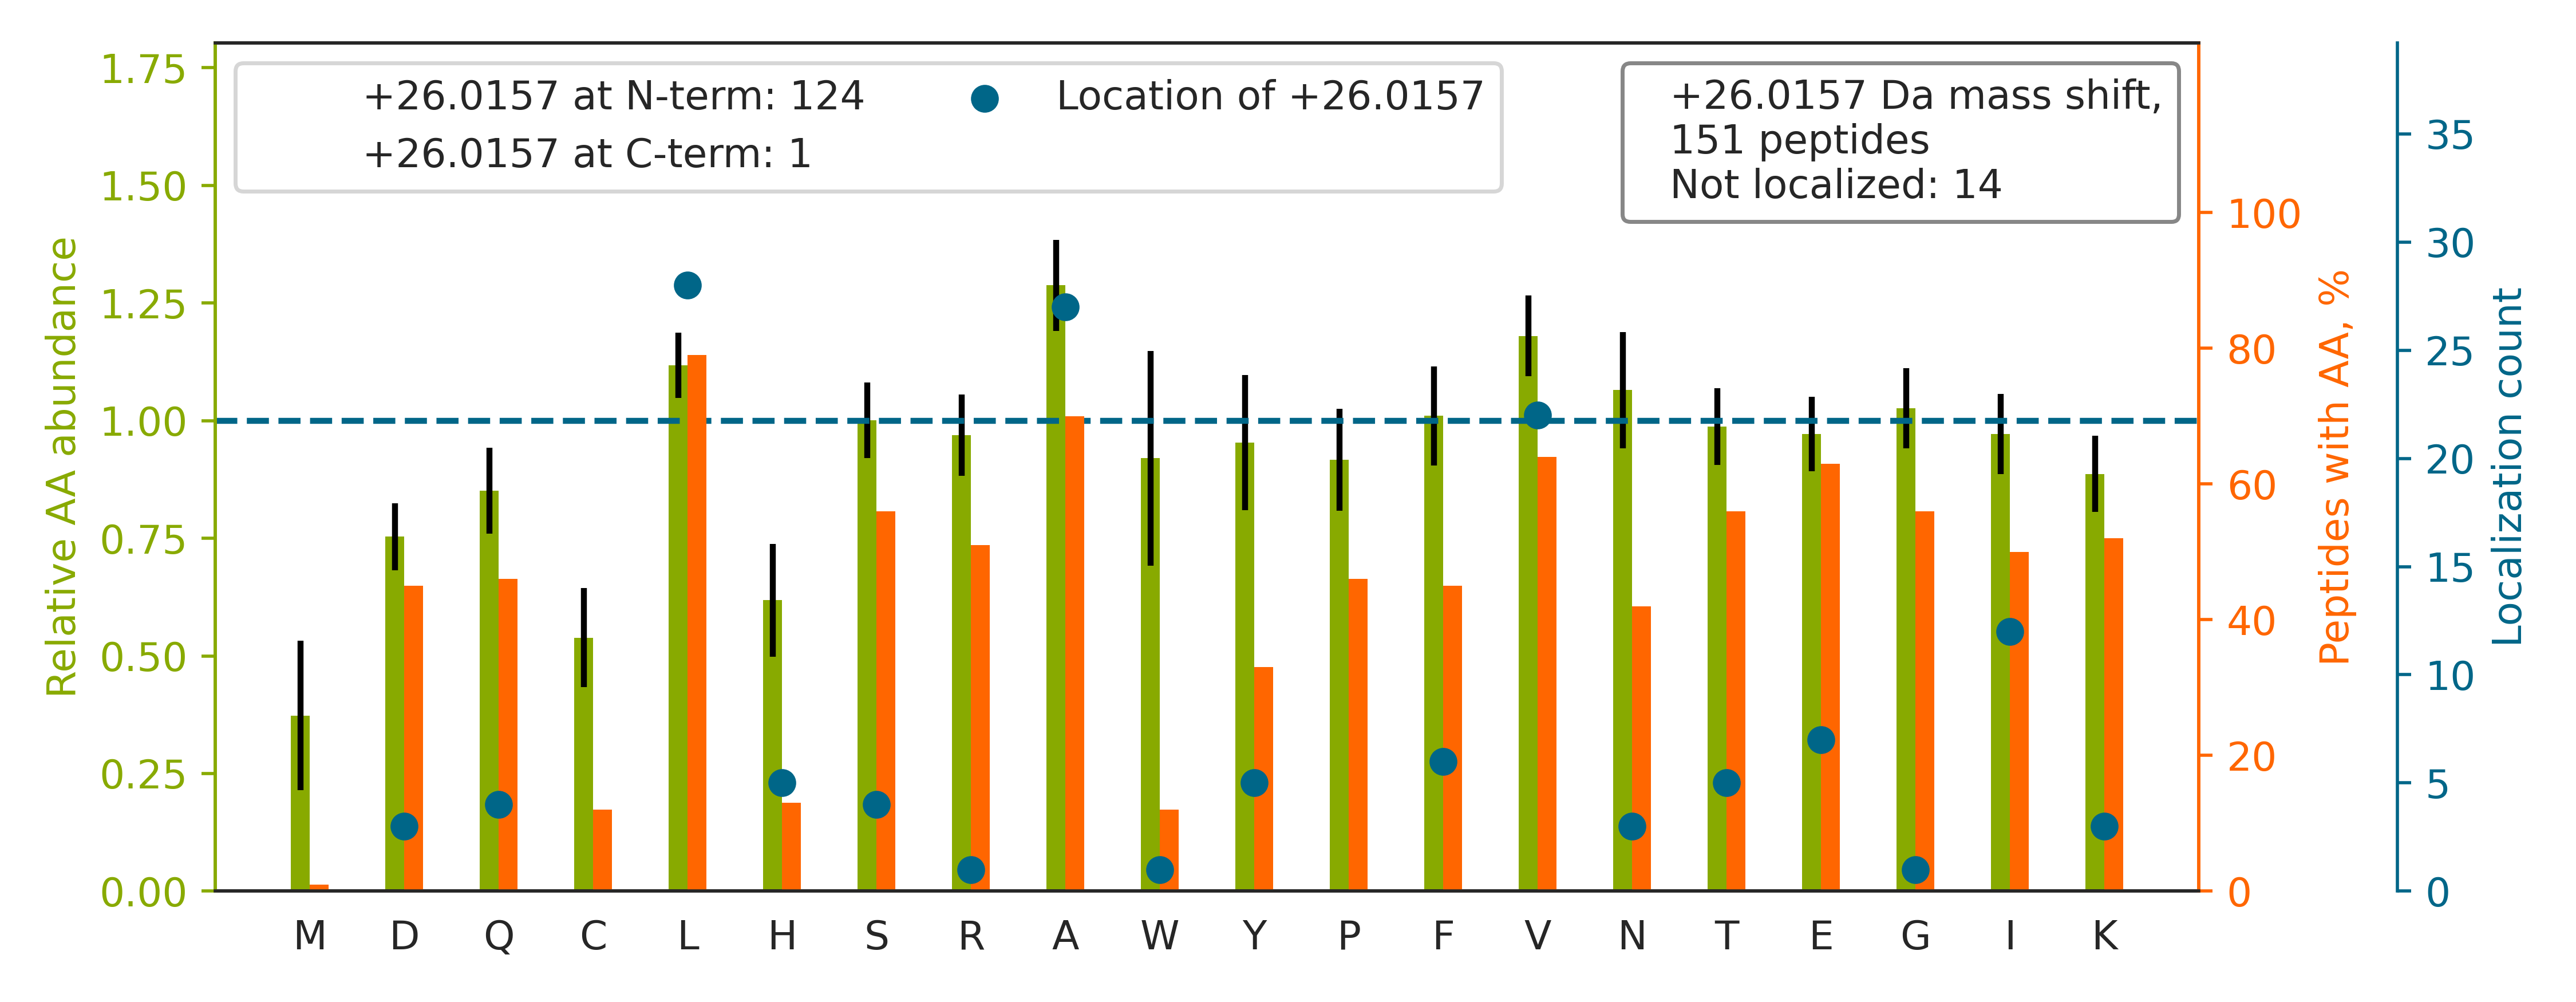 +26.0157 at N-term: 124
+26.0157 at C-term: 1
Location of +26.0157
+26.0157 Da mass shift,
151 peptides
Not localized: 14
Relative AA abundance
1.75
1.50
1.25
1.00
0.75
0.50
0.25
0.00
M D Q C L H S R A W Y P F V N T E G I K
100
80
60
40
20
0
Peptides with AA, %
35
30
25
20
15
10
5
0
Localization count